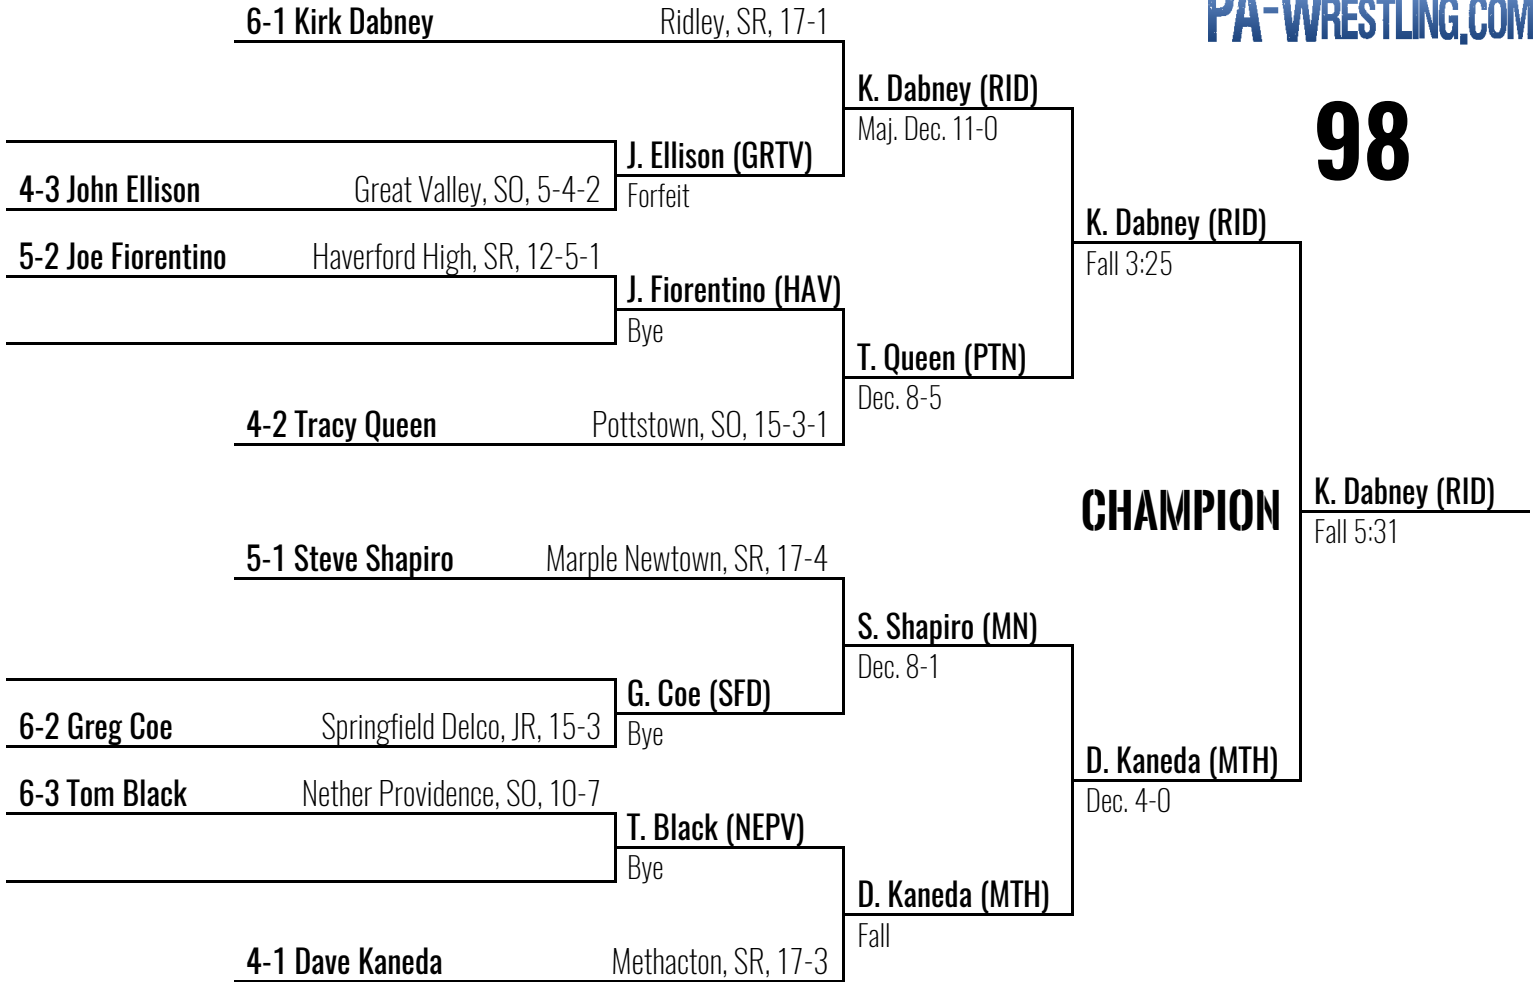 PA-WRESTLING.COM
98
6-1 Kirk Dabney Ridley, SR, 17-1
K. Dabney (RID)
Maj. Dec. 11-0
J. Ellison (GRTV)
4-3 John Ellison Great Valley, SO, 5-4-2
Forfeit
K. Dabney (RID)
Fall 3:25
5-2 Joe Fiorentino Haverford High, SR, 12-5-1
J. Fiorentino (HAV)
Bye
T. Queen (PTN)
Dec. 8-5
4-2 Tracy Queen Pottstown, SO, 15-3-1
CHAMPION
K. Dabney (RID)
Fall 5:31
5-1 Steve Shapiro Marple Newtown, SR, 17-4
S. Shapiro (MN)
Dec. 8-1
G. Coe (SFD)
6-2 Greg Coe Springfield Delco, JR, 15-3
Bye
D. Kaneda (MTH)
Dec. 4-0
6-3 Tom Black Nether Providence, SO, 10-7
T. Black (NEPV)
Bye
D. Kaneda (MTH)
Fall
4-1 Dave Kaneda Methacton, SR, 17-3